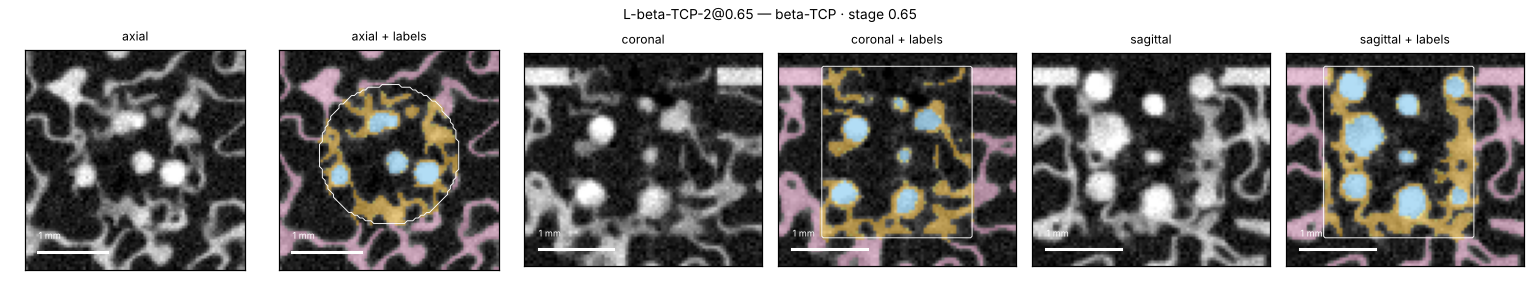 L-beta-TCP-2@0.65 — beta-TCP · stage 0.65
axial
axial + labels
coronal
coronal + labels
sagittal
sagittal + labels
1 mm
1 mm
1 mm
1 mm
1 mm
1 mm